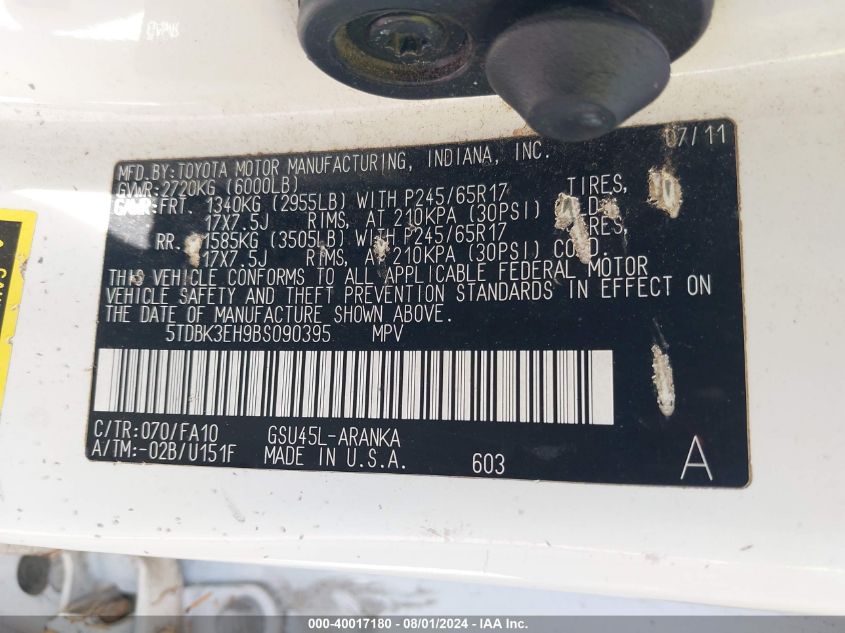 07/11
MFD.BY:TOYOTA MOTOR MANUFACTURING, INDIANA, INC.
GVWR:2720KG (6000LB)
GAWR:FRT. 1340KG (2955LB) WITH P245/65R17 TIRES,
17X7.5J RIMS, AT 210KPA (30PSI)
RR. 1585KG (3505LB) WITH P245/65R17
17X7.5J RIMS, AT 210KPA (30PSI)
THIS VEHICLE CONFORMS TO ALL APPLICABLE FEDERAL MOTOR
VEHICLE SAFETY AND THEFT PREVENTION STANDARDS IN EFFECT ON
THE DATE OF MANUFACTURE SHOWN ABOVE.
5TDBK3EH9BS090395 MPV
C/TR:070/FA10 GSU45L-ARANKA
A/TM:-02B/U151F MADE IN U.S.A. 603 A
000-40017180 - 08/01/2024 - IAA Inc.